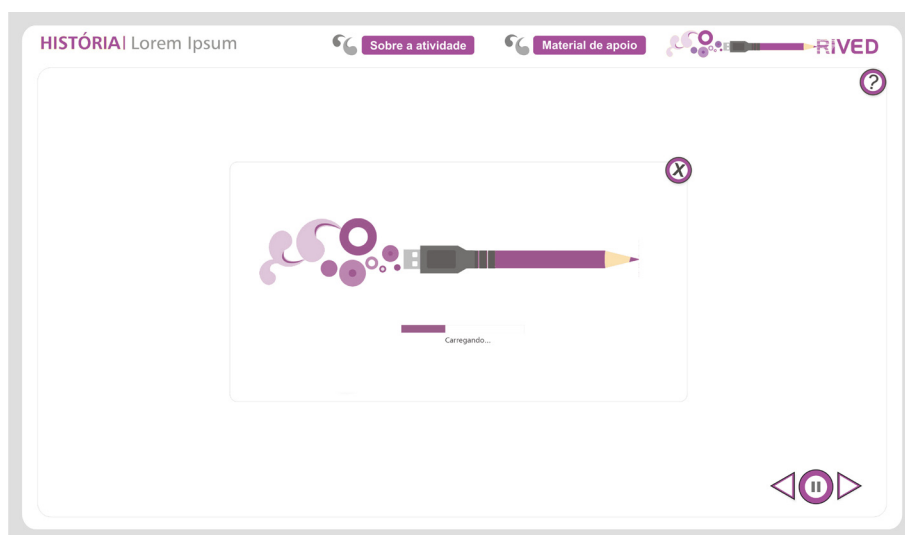 HISTÓRIA| Lorem Ipsum
Sobre a atividade
Material de apoio
RIVED
?
X
Carregando...